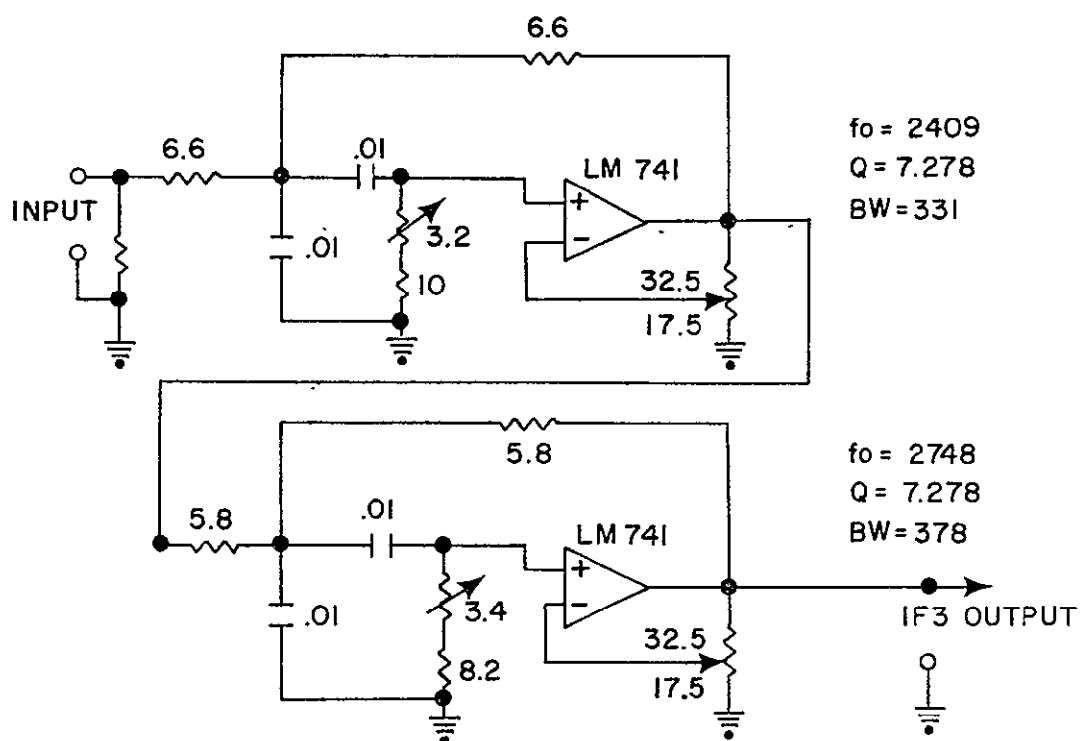 6.6
6.6
.01
LM 741
fo = 2409
Q = 7.278
BW = 331
INPUT
+
-
3.2
.01
10
32.5
17.5
5.8
fo = 2748
Q = 7.278
BW = 378
5.8
.01
LM 741
+
-
3.4
.01
IF3 OUTPUT
32.5
8.2
17.5